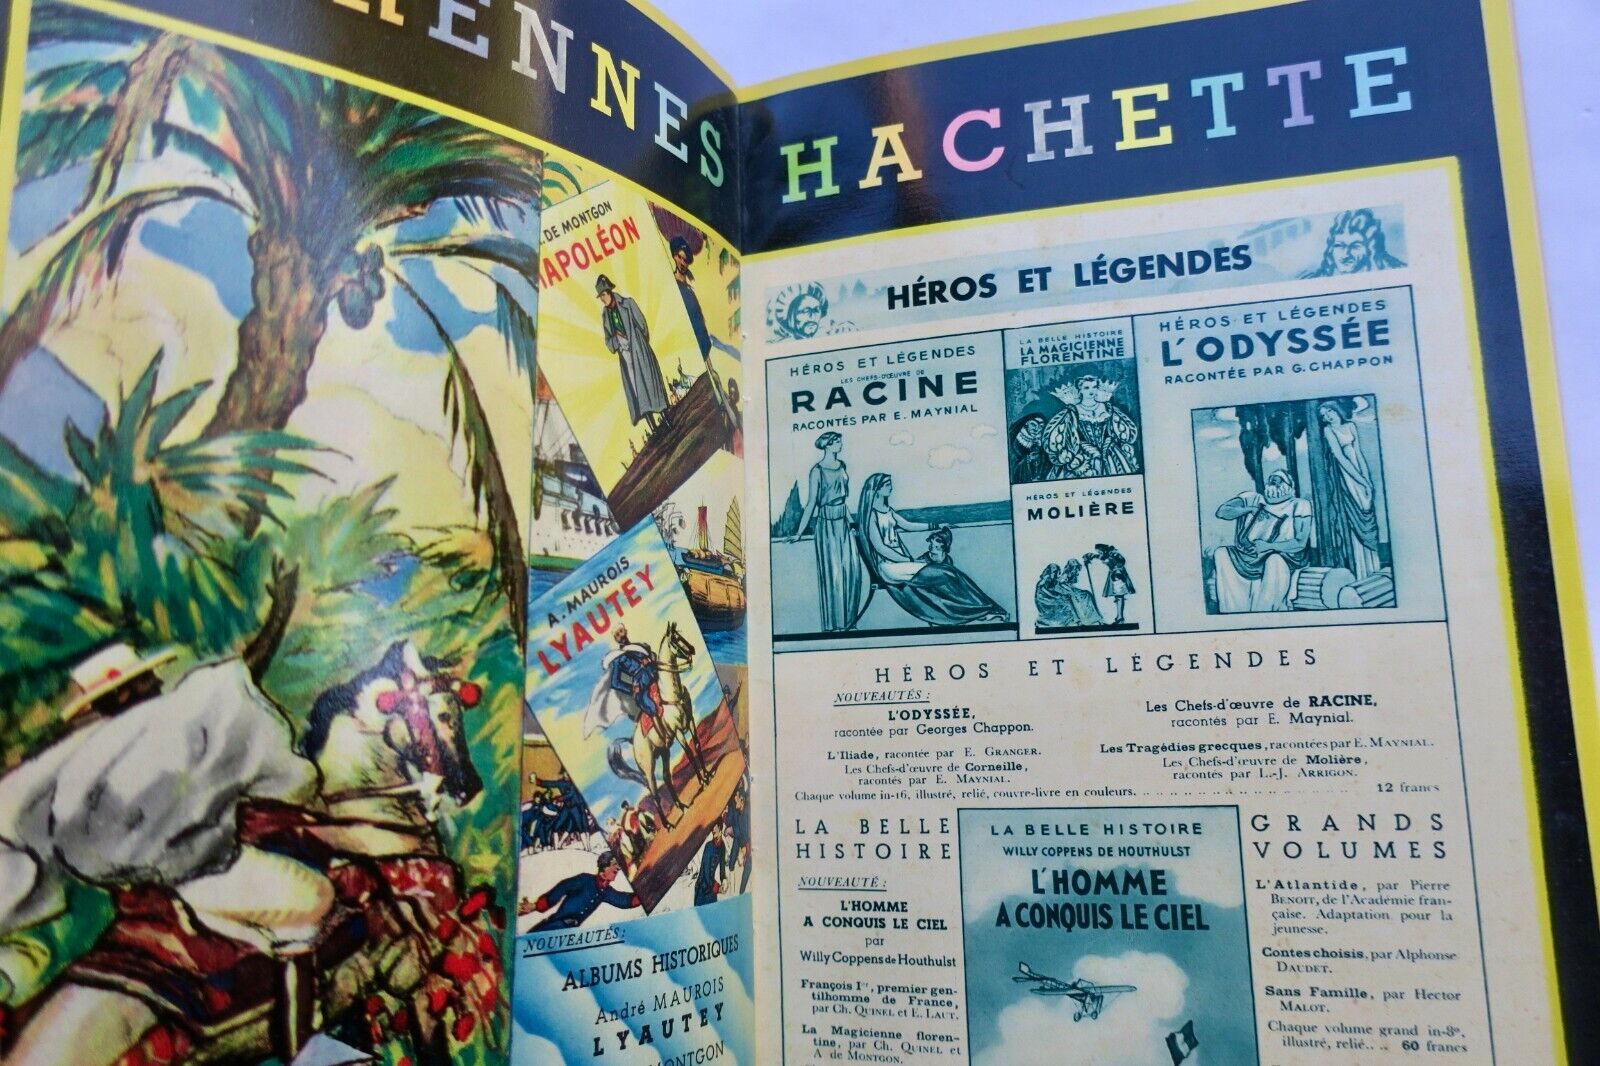 HACHETTE
DE MONTGON
NAPOLÉON
A. MAUROIS
LYAUTEY
NOUVEAUTÉS:
ALBUMS HISTORIQUES
André MAUROIS
LYAUTEY
MONTGON
HÉROS ET LÉGENDES
HÉROS ET LÉGENDES
LES CHEFS-D'ŒUVRE DE
RACINE
RACONTÉS PAR E. MAYNIAL
LA BELLE HISTOIRE
LA MAGICIENNE
FLORENTINE
HÉROS ET LÉGENDES
MOLIÈRE
HÉROS ET LÉGENDES
L'ODYSSÉE
RACONTÉE PAR G. CHAPPON
HÉROS ET LÉGENDES
NOUVEAUTÉS :
L'ODYSSÉE,
racontée par Georges Chappon.
L'Iliade, racontée par E. GRANGER.
Les Chefs-d'œuvre de Corneille,
racontés par E. MAYNIAL.
Les Chefs-d'œuvre de RACINE,
racontés par E. Maynial.
Les Tragédies grecques, racontées par E. MAYNIAL.
Les Chefs-d'œuvre de Molière,
racontés par L.-J. ARRIGON.
Chaque volume in-16, illustré, relié, couvre-livre en couleurs. 12 francs
LA BELLE
HISTOIRE
NOUVEAUTÉ :
L'HOMME
A CONQUIS LE CIEL
par
Willy Coppens de Houthulst
François Ier, premier gen-
tilhomme de France,
par Ch. QUINEL et E. LAUT.
La Magicienne floren-
tine, par Ch. QUINEL et
A. de MONTGON.
LA BELLE HISTOIRE
WILLY COPPENS DE HOUTHULST
L'HOMME
A CONQUIS LE CIEL
GRANDS
VOLUMES
L'Atlantide, par Pierre
BENOIT, de l'Académie fran-
çaise. Adaptation pour la
jeunesse.
Contes choisis, par Alphonse
DAUDET.
Sans Famille, par Hector
MALOT.
Chaque volume grand in-8°,
illustré, relié... 60 francs